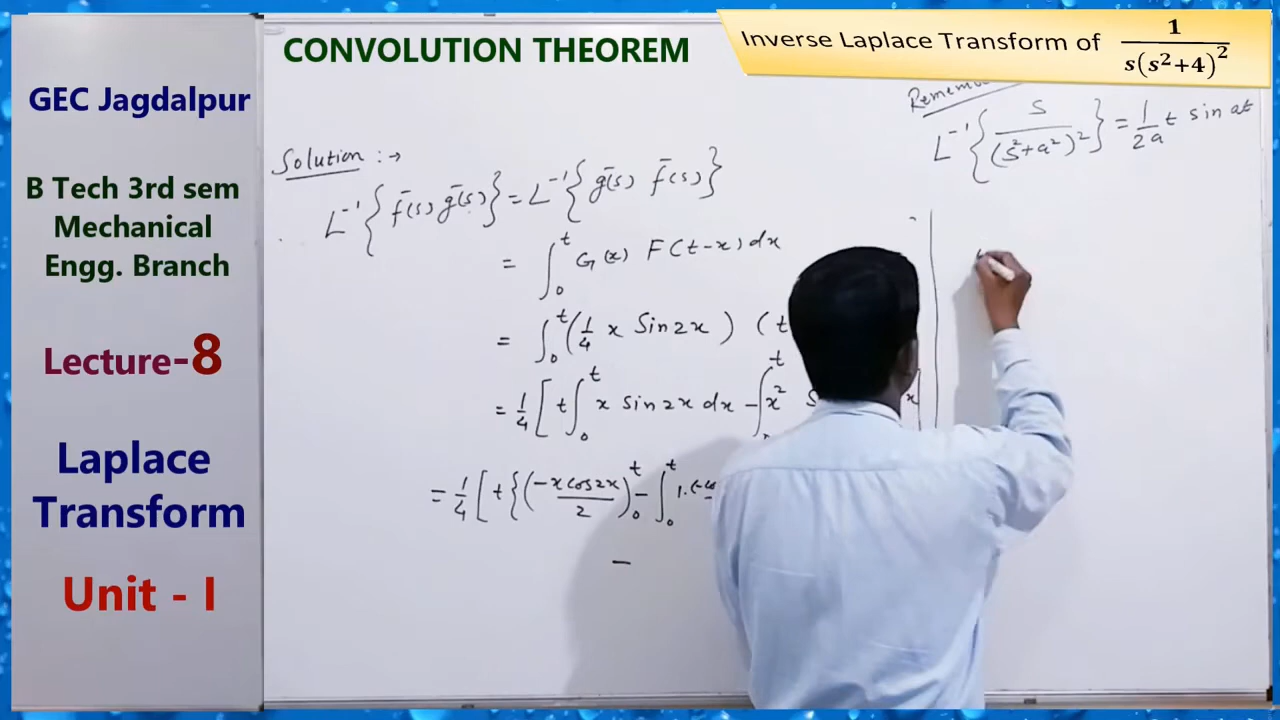 CONVOLUTION THEOREM
Inverse Laplace Transform of 1/(s(s²+4)²)
GEC Jagdalpur
B Tech 3rd sem
Mechanical
Engg. Branch
Lecture-8
Laplace
Transform
Unit - I
L⁻¹{ s/(s²+a²)² } = 1/2a t sin at
Solution :→
L⁻¹{ f̄(s) ḡ(s) } = L⁻¹{ ḡ(s) f̄(s) }
= ∫₀ᵗ G(x) F(t-x) dx
= ∫₀ᵗ (1/4 x Sin2x) (t
= 1/4 [ t ∫₀ᵗ x sin2x dx - ∫₀ᵗ x² S x
= 1/4 [ t { (-x cos2x/2)₀ᵗ - ∫₀ᵗ 1.(-co
-